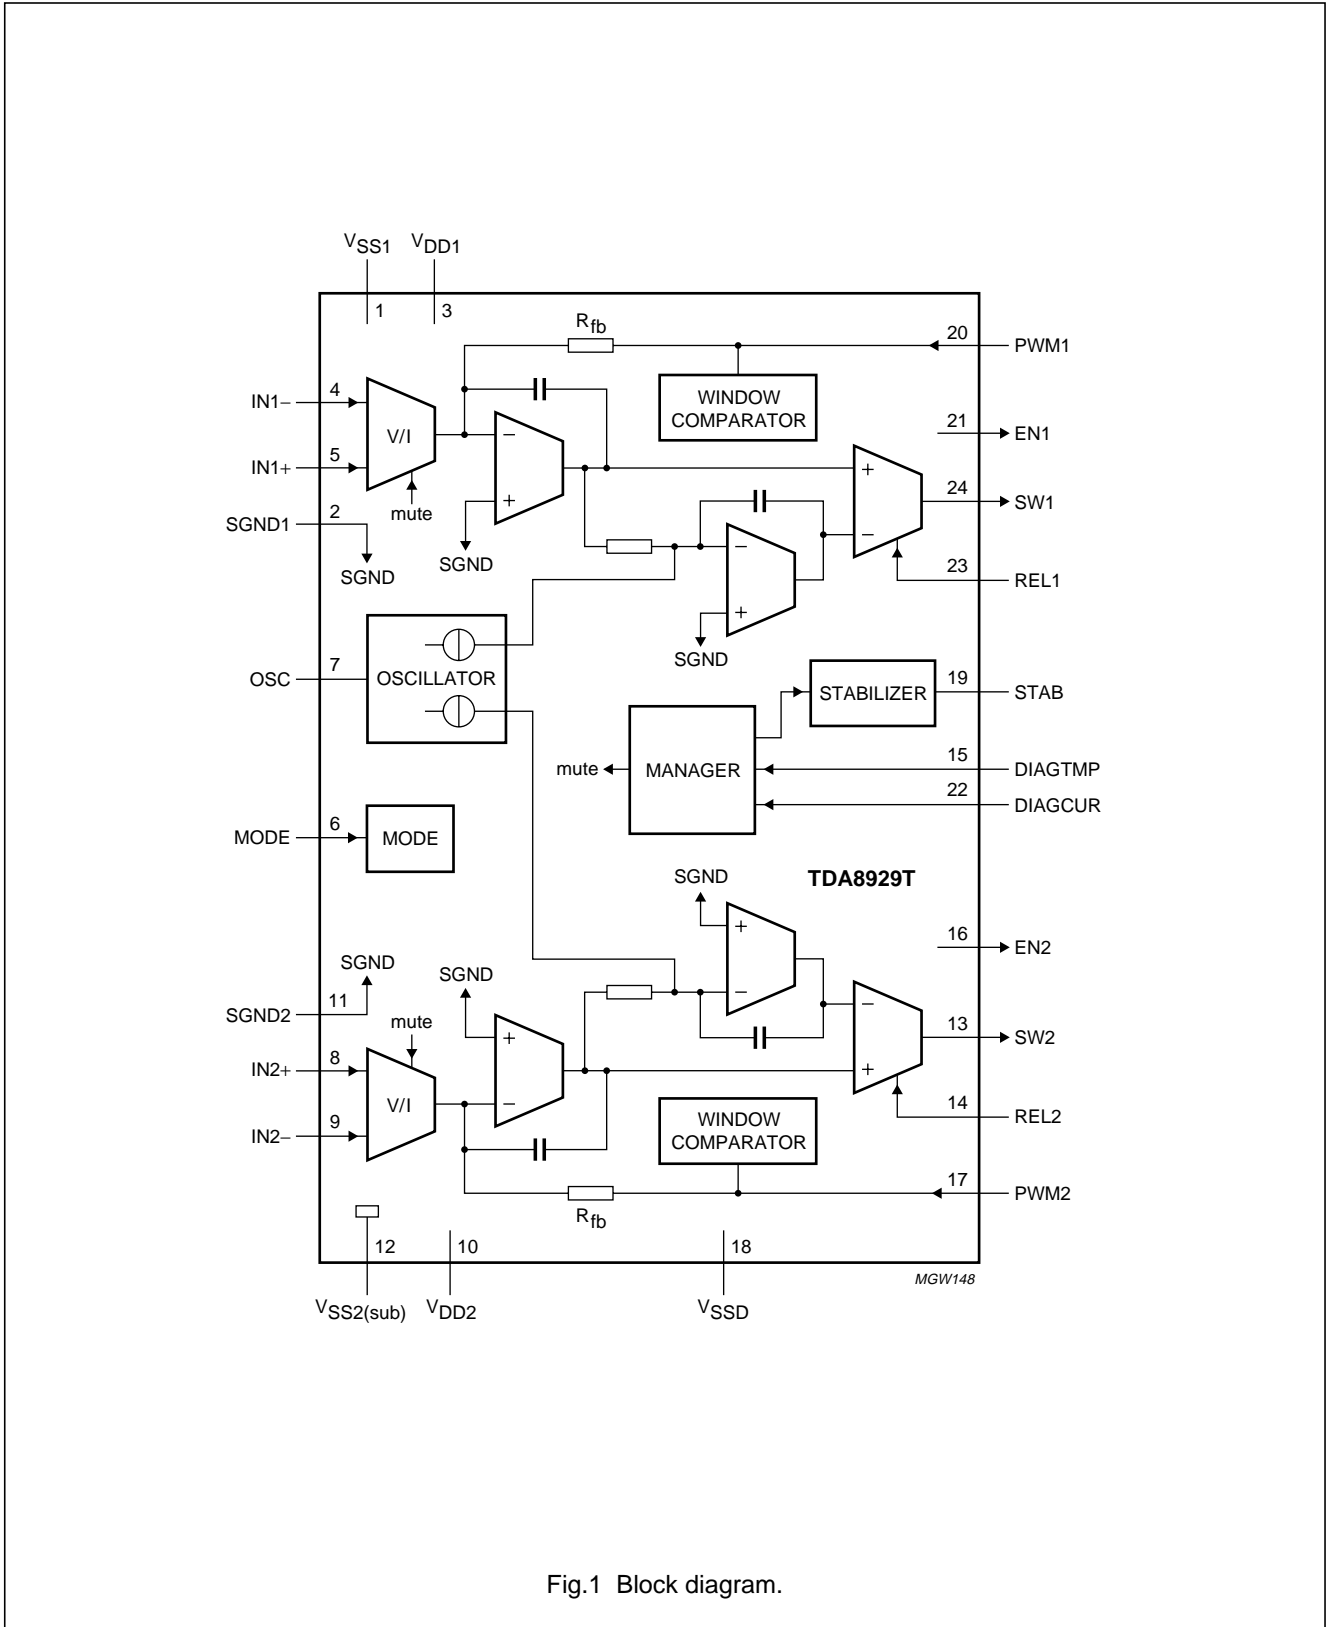 VSS1 VDD1
1 3
Rfb
20 PWM1
WINDOW
COMPARATOR
IN1− 4
21 EN1
V/I −
IN1+ 5 +
24 SW1
mute +
SGND1 2
− −
SGND SGND
23 REL1
+
SGND
OSC 7 OSCILLATOR
STABILIZER 19 STAB
mute MANAGER 15 DIAGTMP
22 DIAGCUR
MODE 6 MODE
SGND TDA8929T
+
16 EN2
SGND SGND
− −
SGND2 11
mute
+ 13 SW2
IN2+ 8 +
V/I −
WINDOW
COMPARATOR
14 REL2
IN2− 9
17 PWM2
Rfb
12 10 18
MGW148
VSS2(sub) VDD2 VSSD
Fig.1 Block diagram.